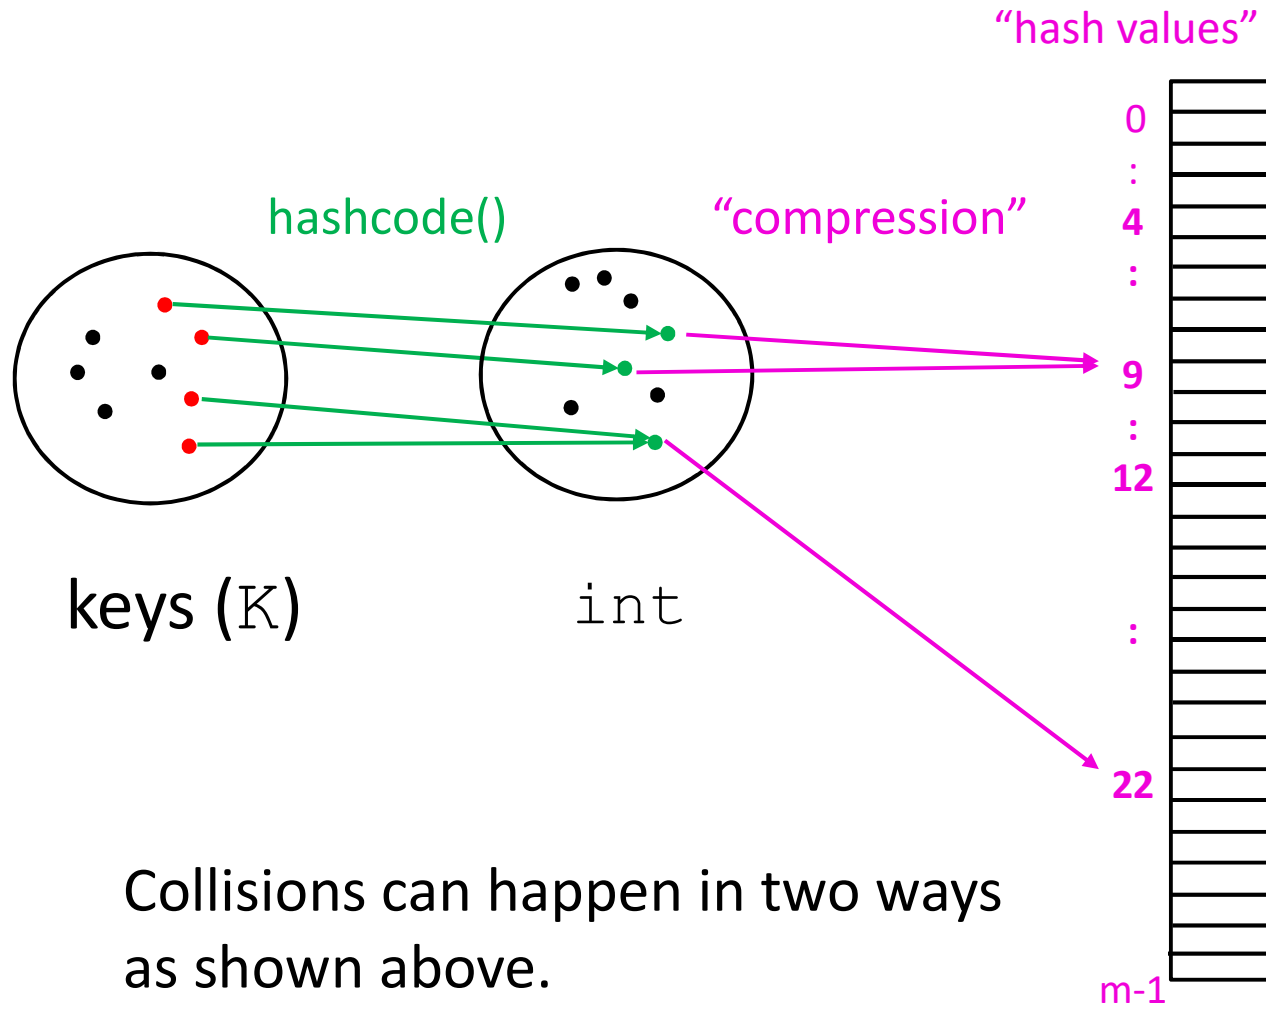 “hash values”
0
:
hashcode()
“compression”
4
:
9
:
12
keys (K)
int
:
22
Collisions can happen in two ways
as shown above.
m-1